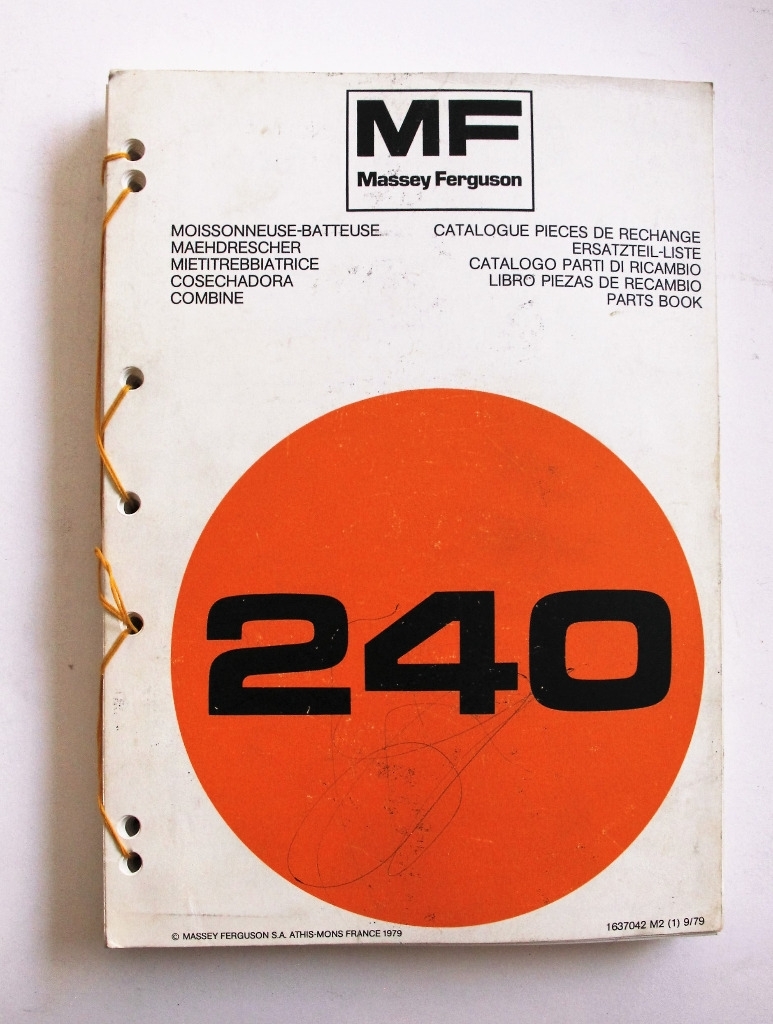 MF
Massey Ferguson
MOISSONNEUSE-BATTEUSE
MAEHDRESCHER
MIETITREBBIATRICE
COSECHADORA
COMBINE
CATALOGUE PIECES DE RECHANGE
ERSATZTEIL-LISTE
CATALOGO PARTI DI RICAMBIO
LIBRO PIEZAS DE RECAMBIO
PARTS BOOK
240
© MASSEY FERGUSON S.A. ATHIS-MONS FRANCE 1979
1637042 M2 (1) 9/79